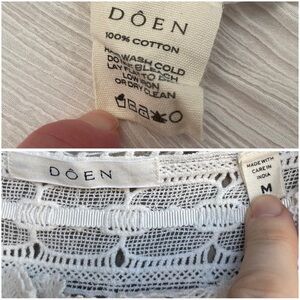 DÔEN
100% COTTON
HAND WASH COLD
DO NOT BLEACH
LAY FLAT TO DRY
LOW IRON
OR DRY CLEAN
DÔEN
MADE WITH
CARE IN
INDIA
M